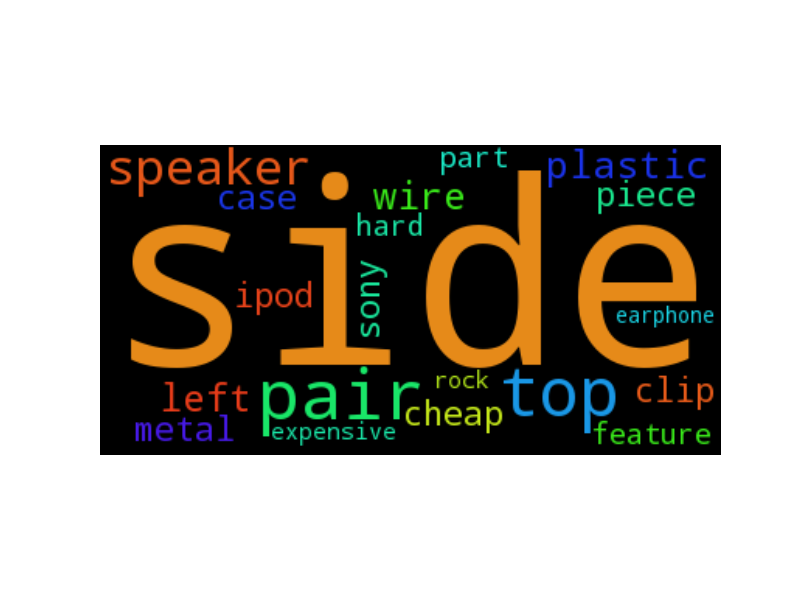 speaker
part
plastic
case
wire
piece
hard
side
ipod
sony
earphone
left
pair
rock
top
clip
cheap
metal
expensive
feature